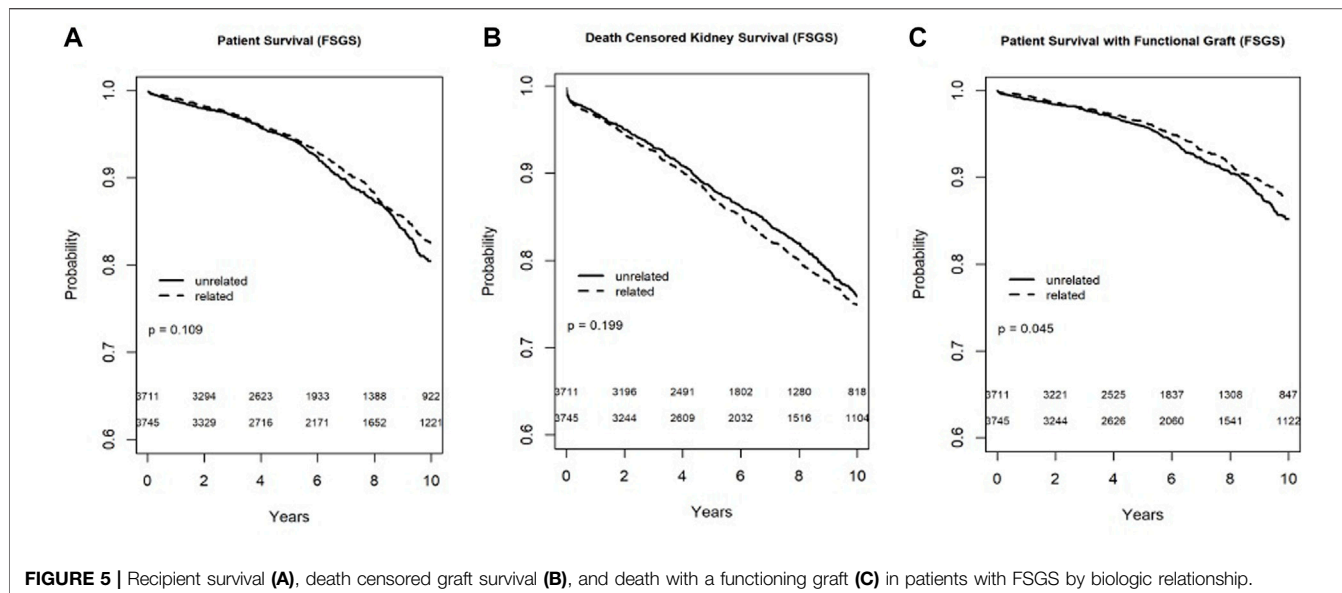 A
Patient Survival (FSGS)
Probability
1.0
0.9
0.8
0.7
0.6
unrelated
related
p = 0.109
3711 3294 2623 1933 1388 922
3745 3329 2716 2171 1652 1221
0 2 4 6 8 10
Years
B
Death Censored Kidney Survival (FSGS)
Probability
1.0
0.9
0.8
0.7
0.6
unrelated
related
p = 0.199
3711 3196 2491 1802 1280 818
3745 3244 2609 2032 1516 1104
0 2 4 6 8 10
Years
C
Patient Survival with Functional Graft (FSGS)
Probability
1.0
0.9
0.8
0.7
0.6
unrelated
related
p = 0.045
3711 3221 2525 1837 1308 847
3745 3244 2626 2060 1541 1122
0 2 4 6 8 10
Years
FIGURE 5 | Recipient survival (A), death censored graft survival (B), and death with a functioning graft (C) in patients with FSGS by biologic relationship.